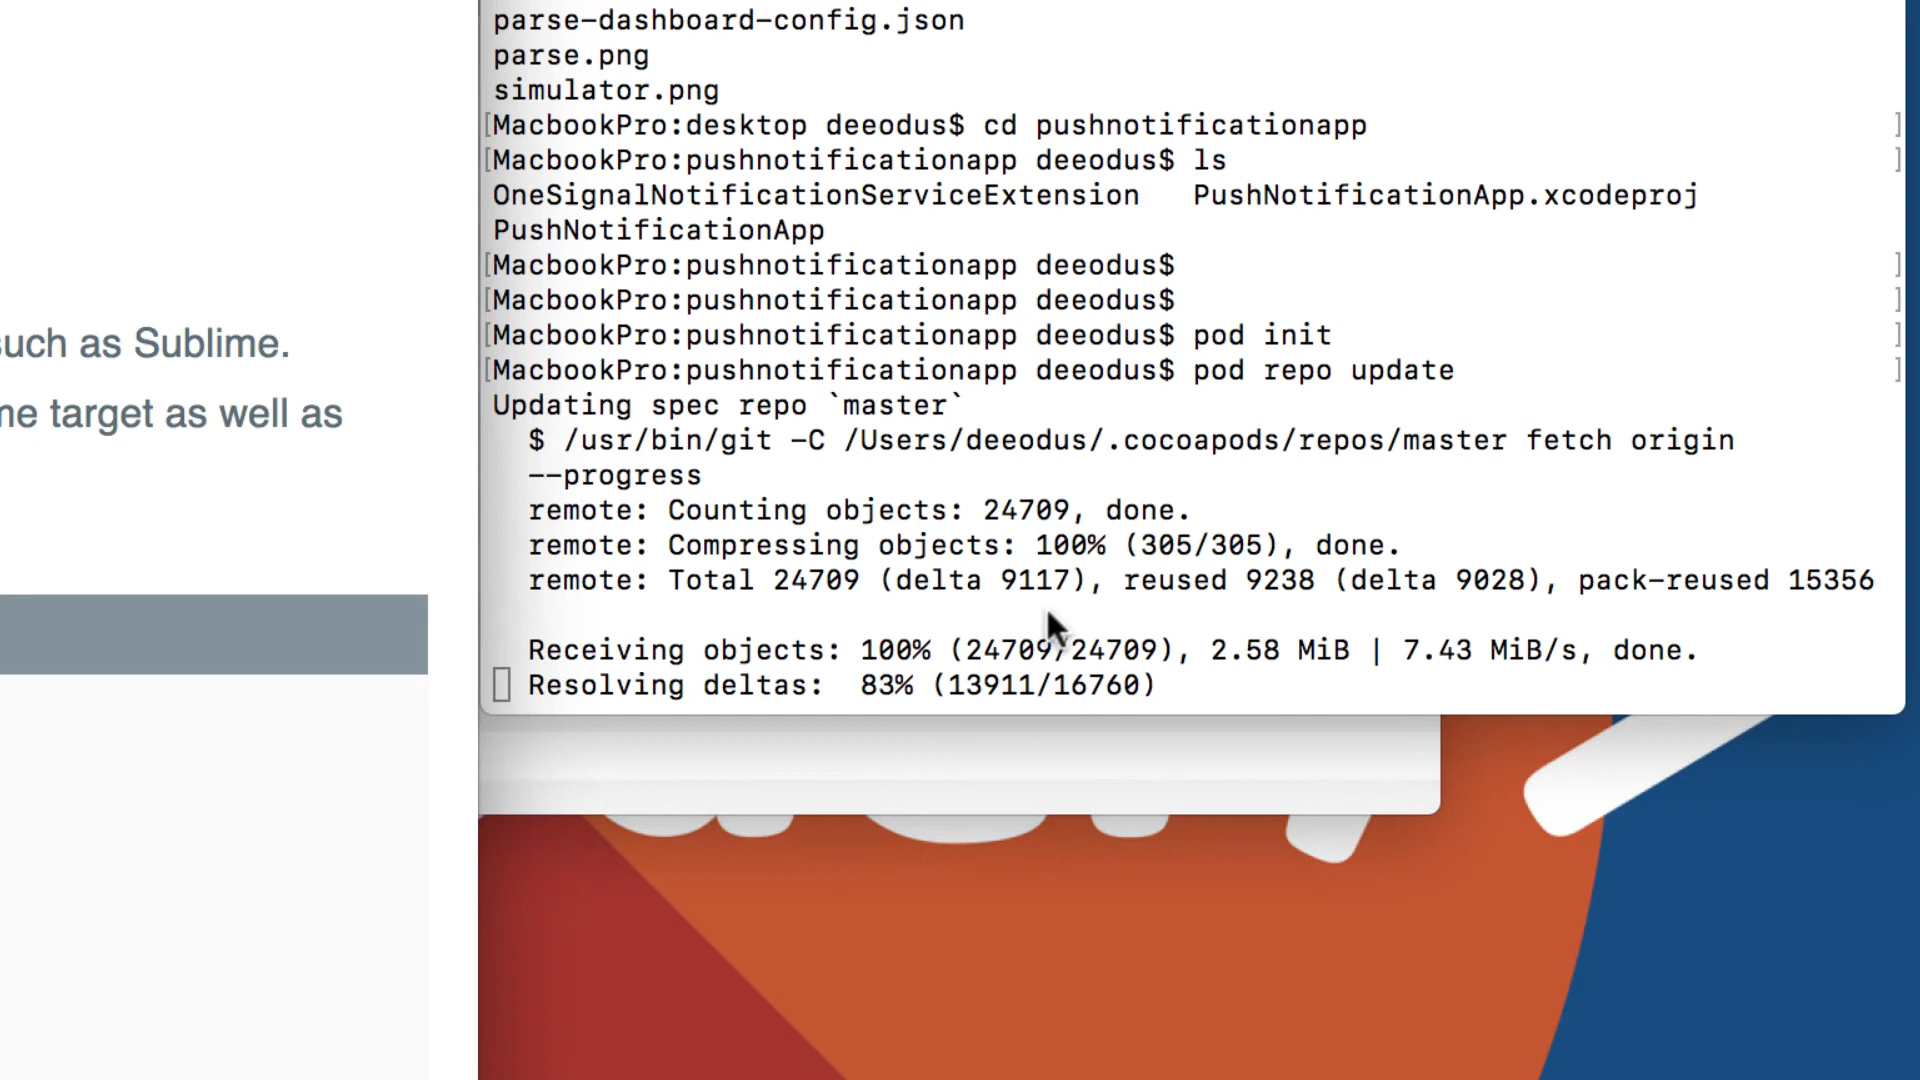 parse-dashboard-config.json
parse.png
simulator.png
[MacbookPro:desktop deeodus$ cd pushnotificationapp ]
[MacbookPro:pushnotificationapp deeodus$ ls ]
OneSignalNotificationServiceExtension PushNotificationApp.xcodeproj
PushNotificationApp
[MacbookPro:pushnotificationapp deeodus$ ]
[MacbookPro:pushnotificationapp deeodus$ ]
[MacbookPro:pushnotificationapp deeodus$ pod init ]
[MacbookPro:pushnotificationapp deeodus$ pod repo update ]
Updating spec repo `master`
$ /usr/bin/git -C /Users/deeodus/.cocoapods/repos/master fetch origin
--progress
remote: Counting objects: 24709, done.
remote: Compressing objects: 100% (305/305), done.
remote: Total 24709 (delta 9117), reused 9238 (delta 9028), pack-reused 15356
Receiving objects: 100% (24709/24709), 2.58 MiB | 7.43 MiB/s, done.
Resolving deltas: 83% (13911/16760)
such as Sublime.
me target as well as